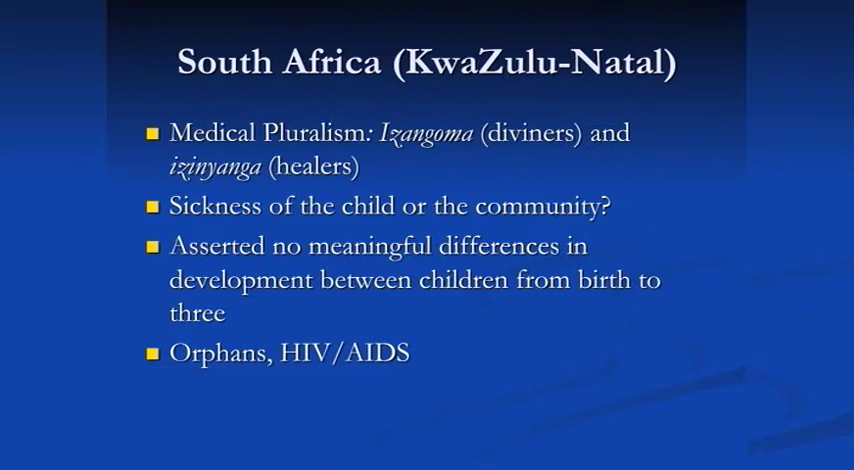 South Africa (KwaZulu-Natal)
Medical Pluralism: Izangoma (diviners) and
izinyanga (healers)
Sickness of the child or the community?
Asserted no meaningful differences in
development between children from birth to
three
Orphans, HIV/AIDS